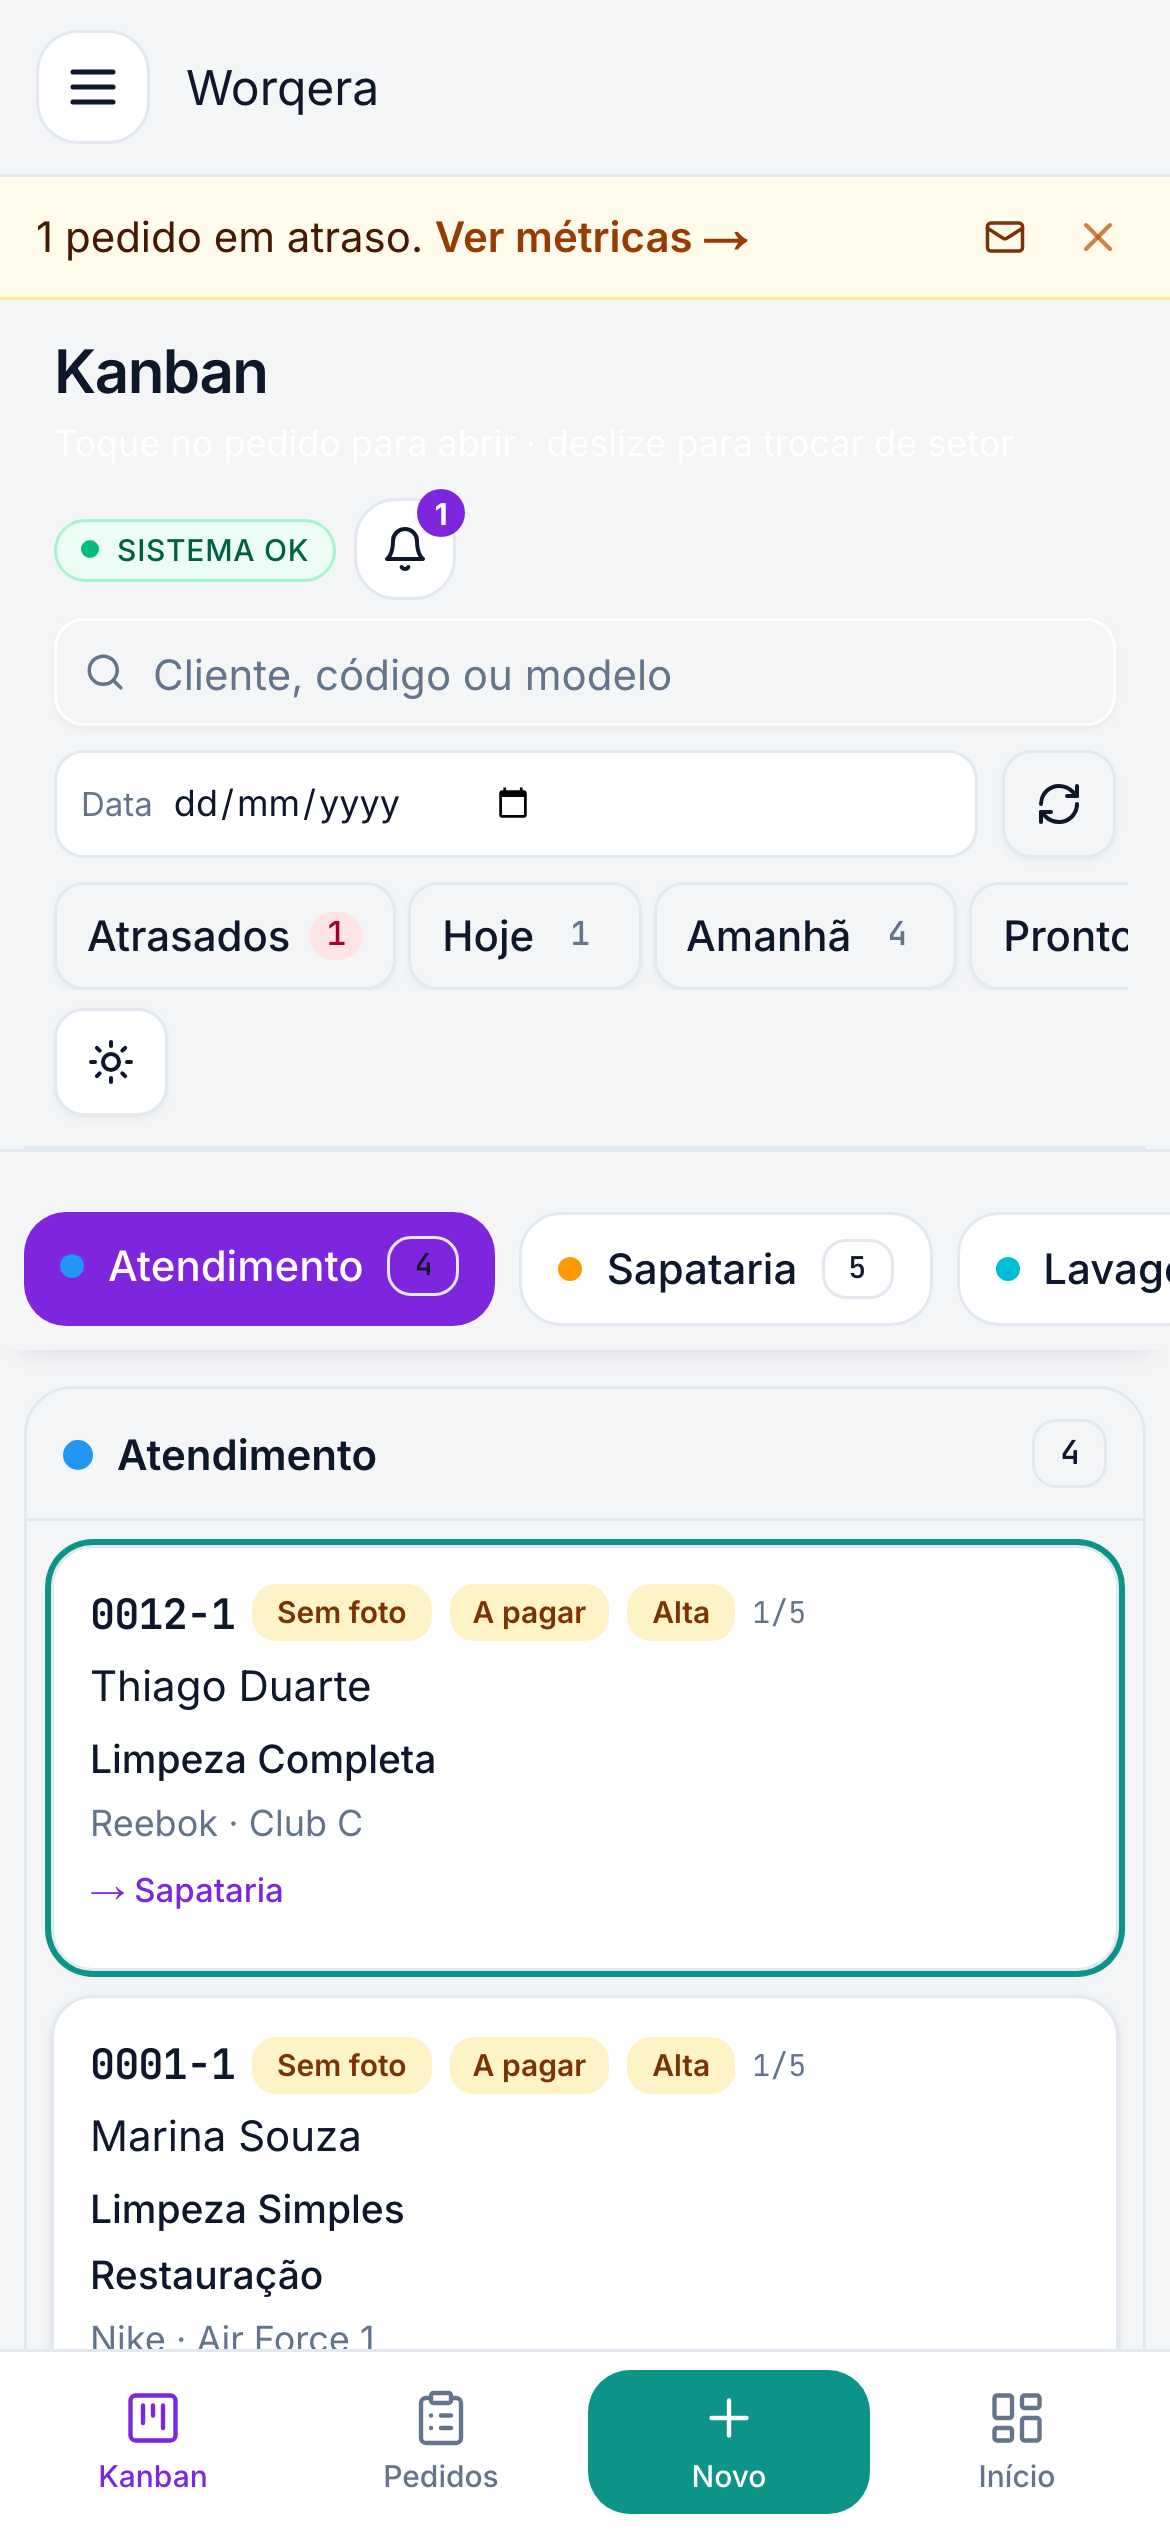 Worqera
1 pedido em atraso. Ver métricas →
Kanban
Toque no pedido para abrir · deslize para trocar de setor
SISTEMA OK
1
Cliente, código ou modelo
Data dd/mm/yyyy
Atrasados 1 Hoje 1 Amanhã 4 Pronto
Atendimento 4 Sapataria 5 Lavage
Atendimento 4
0012-1 Sem foto A pagar Alta 1/5
Thiago Duarte
Limpeza Completa
Reebok · Club C
→ Sapataria
0001-1 Sem foto A pagar Alta 1/5
Marina Souza
Limpeza Simples
Restauração
Nike · Air Force 1
Kanban Pedidos Novo Início